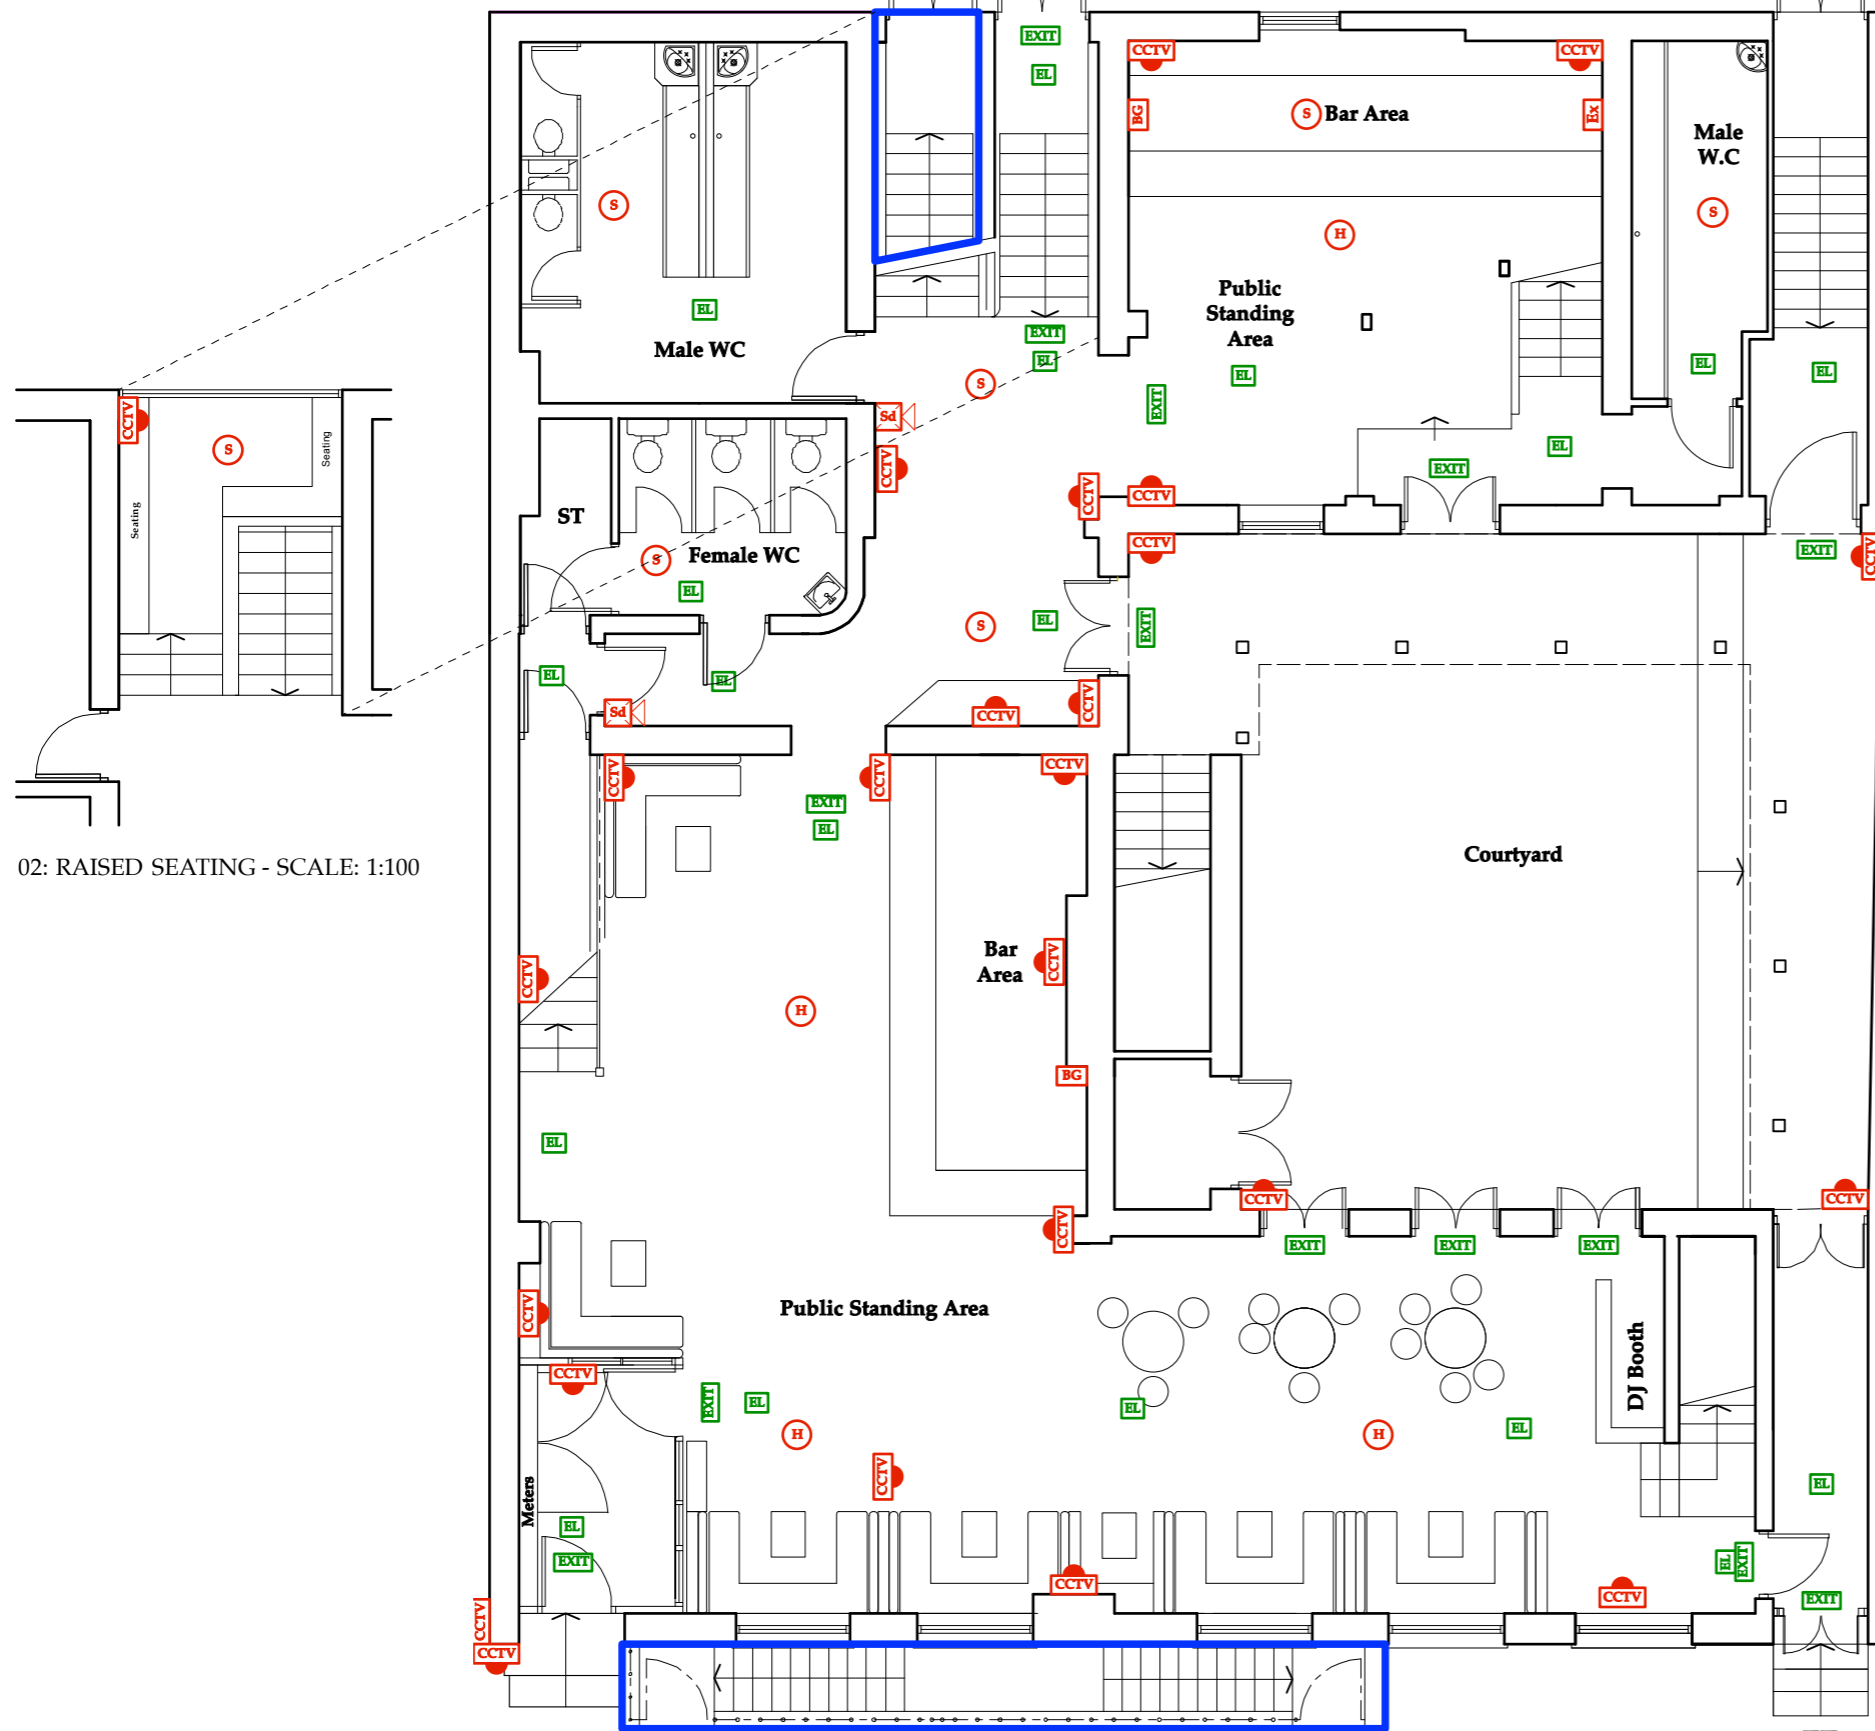 EXIT
CCTV
CCTV
EL
BG
S
Bar Area
Ex
Male
W.C
S
S
H
EL
Public
Standing
Area
EXIT
EL
Male WC
EL
EL
EL
S
EXIT
Sd
CCTV
S
Seating
Seating
CCTV
EL
EXIT
CCTV
CCTV
ST
CCTV
EXIT
CCTV
Female WC
S
EL
S
EL
EXIT
EL
EL
Sd
CCTV
CCTV
CCTV
CCTV
CCTV
EXIT
EL
02: RAISED SEATING - SCALE: 1:100
Courtyard
Bar
Area
CCTV
CCTV
H
BG
EL
CCTV
CCTV
CCTV
EXIT
EXIT
EXIT
Public Standing Area
CCTV
CCTV
DJ Booth
EXIT
EL
EL
H
H
EL
CCTV
EL
Meters
EL
EXIT
EL
EXIT
CCTV
CCTV
EXIT
CCTV
CCTV